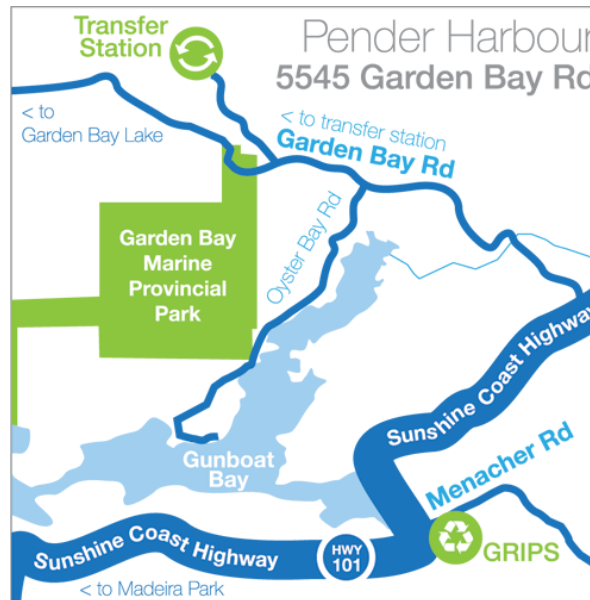 Transfer
Station
Pender Harbour
5545 Garden Bay Rd
< to
Garden Bay Lake
< to transfer station
Garden Bay Rd
Garden Bay
Marine
Provincial
Park
Oyster Bay Rd
Sunshine Coast Highway
Gunboat
Bay
Menacher Rd
Sunshine Coast Highway
HWY
101
GRIPS
< to Madeira Park